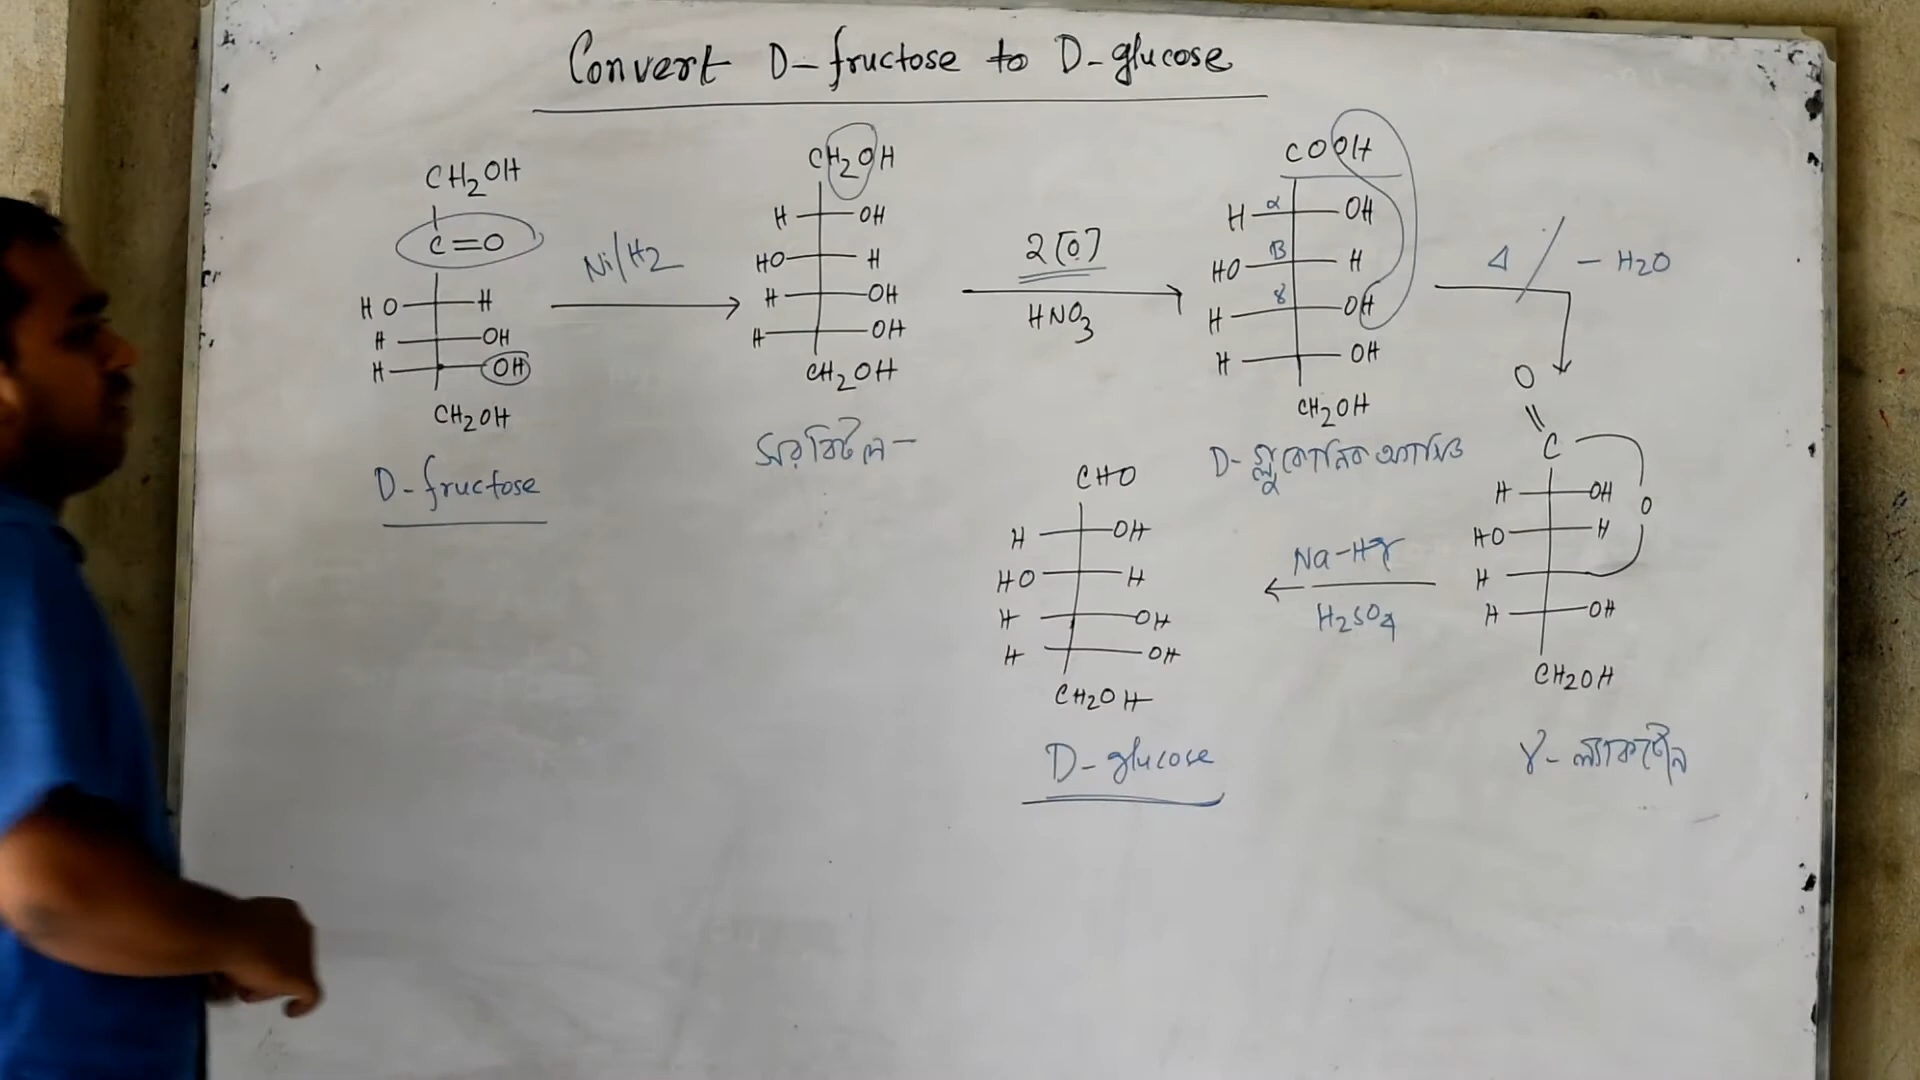 Convert D-fructose to D-glucose
CH2OH
C=O
HO H
H OH
H OH
CH2OH
D-fructose
Ni/H2
CH2OH
H OH
HO H
H OH
H OH
CH2OH
সরবিটল
2[O]
HNO3
COOH
H α OH
HO β H
H γ OH
H OH
CH2OH
D-গ্লুকোনিক অ্যাসিড
Δ / - H2O
O
C
H OH
O
HO H
H
H OH
CH2OH
γ-ল্যাকটোন
Na-Hg
H2SO4
CHO
H OH
HO H
H OH
H OH
CH2OH
D-glucose